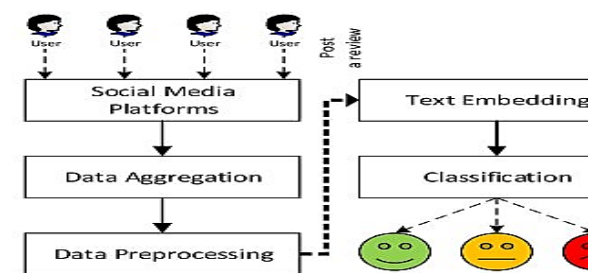 User User User User
Post
a review
Social Media
Platforms
Text Embedding
Data Aggregation
Classification
Data Preprocessing